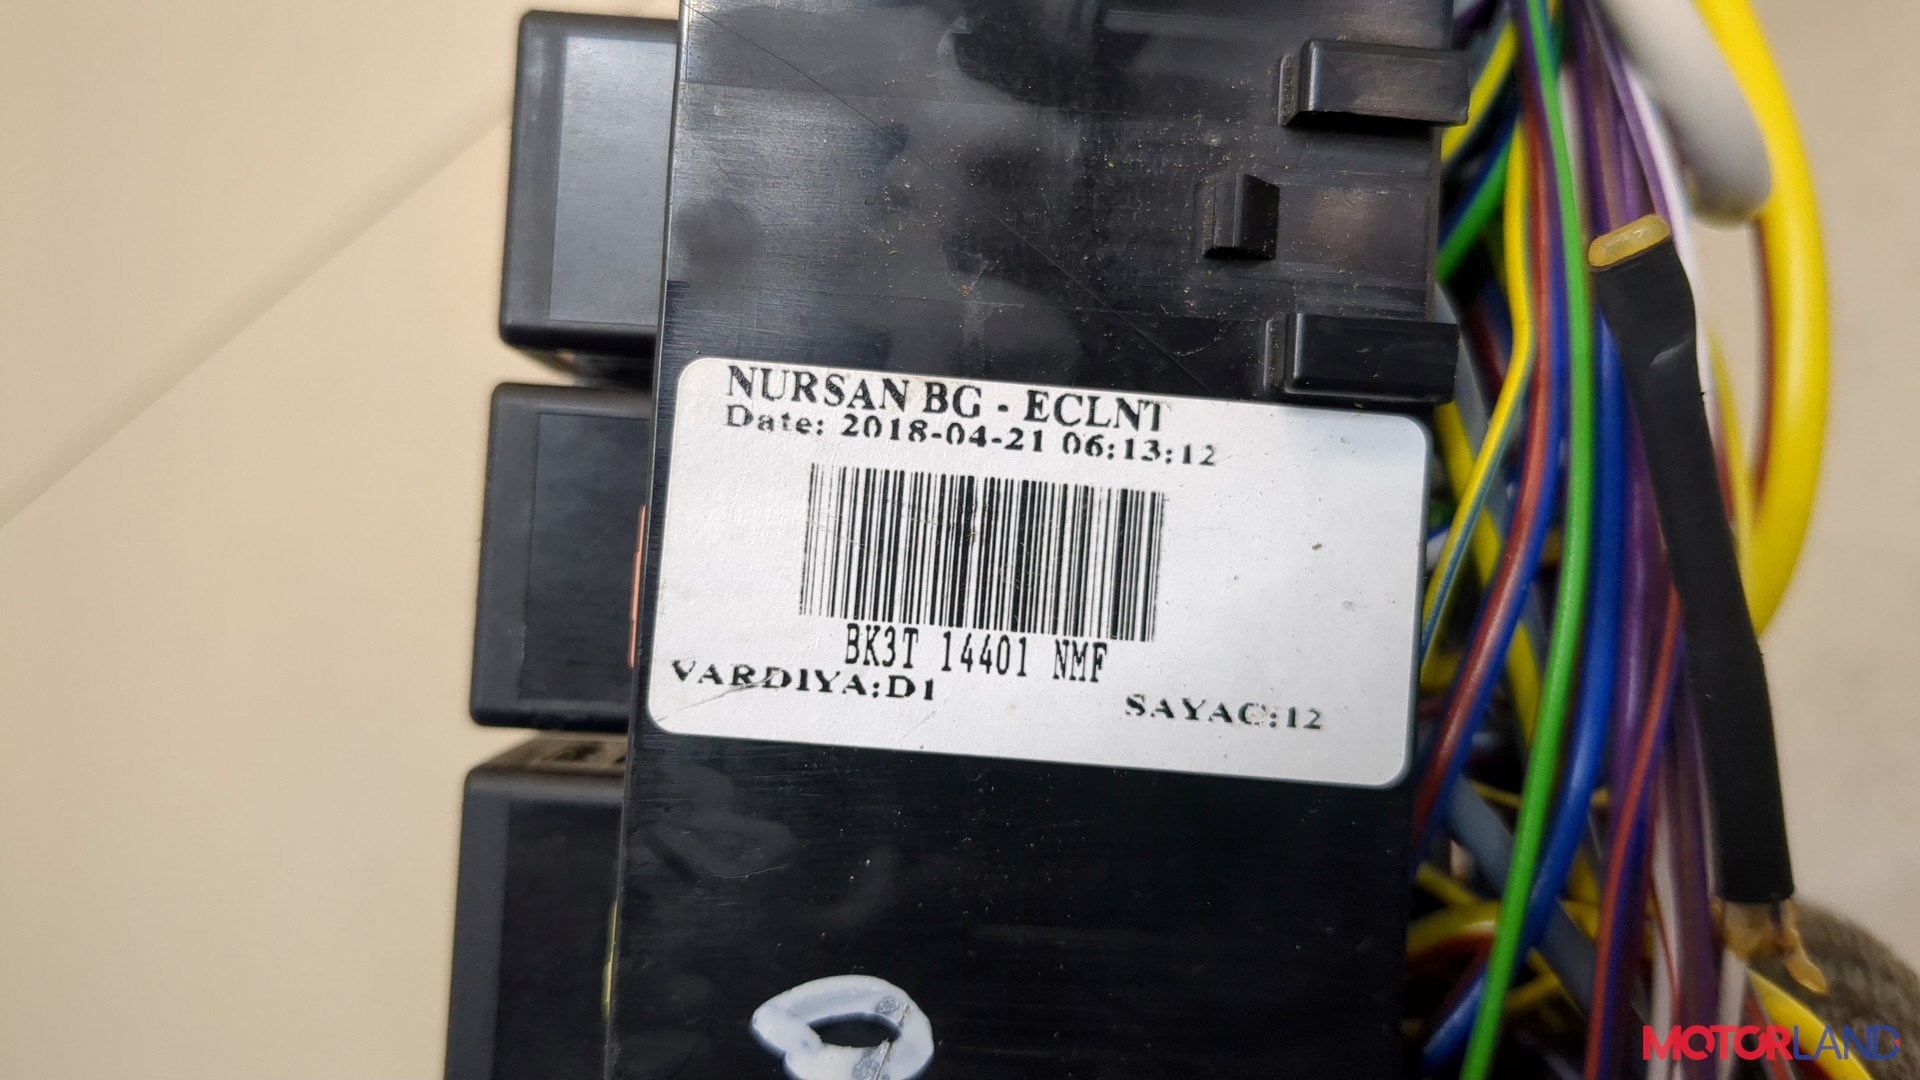 NURSAN BG - ECLNT
Date: 2018-04-21 06:13:12
BK3T 14401 NMF
VARDIYA:D1
SAYAC:12
MOTORLAND